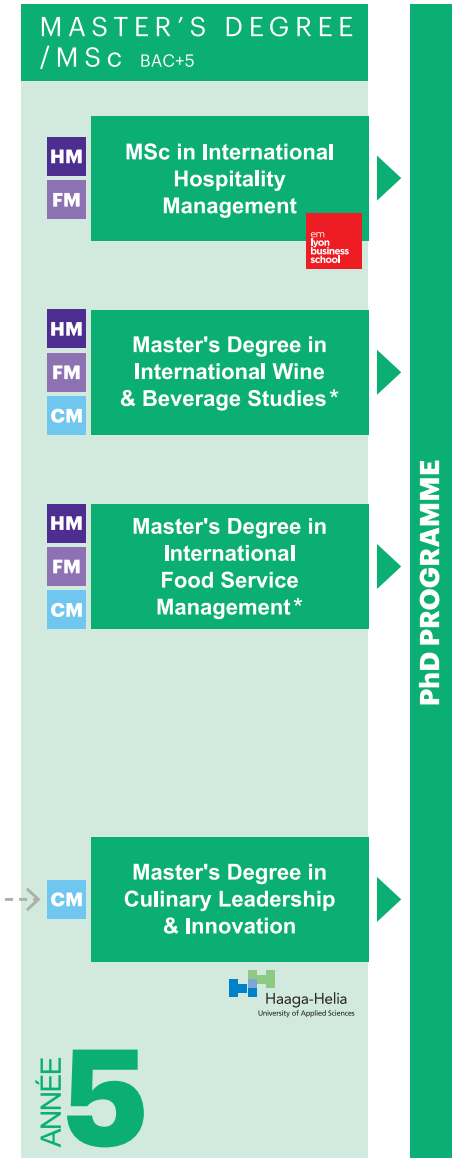 MASTER'S DEGREE
/MSc BAC+5
HM
FM
MSc in International
Hospitality
Management
em
lyon
business
school
HM
FM
CM
Master's Degree in
International Wine
& Beverage Studies*
HM
FM
CM
Master's Degree in
International
Food Service
Management*
CM
Master's Degree in
Culinary Leadership
& Innovation
Haaga-Helia
University of Applied Sciences
ANNÉE
5
PhD PROGRAMME